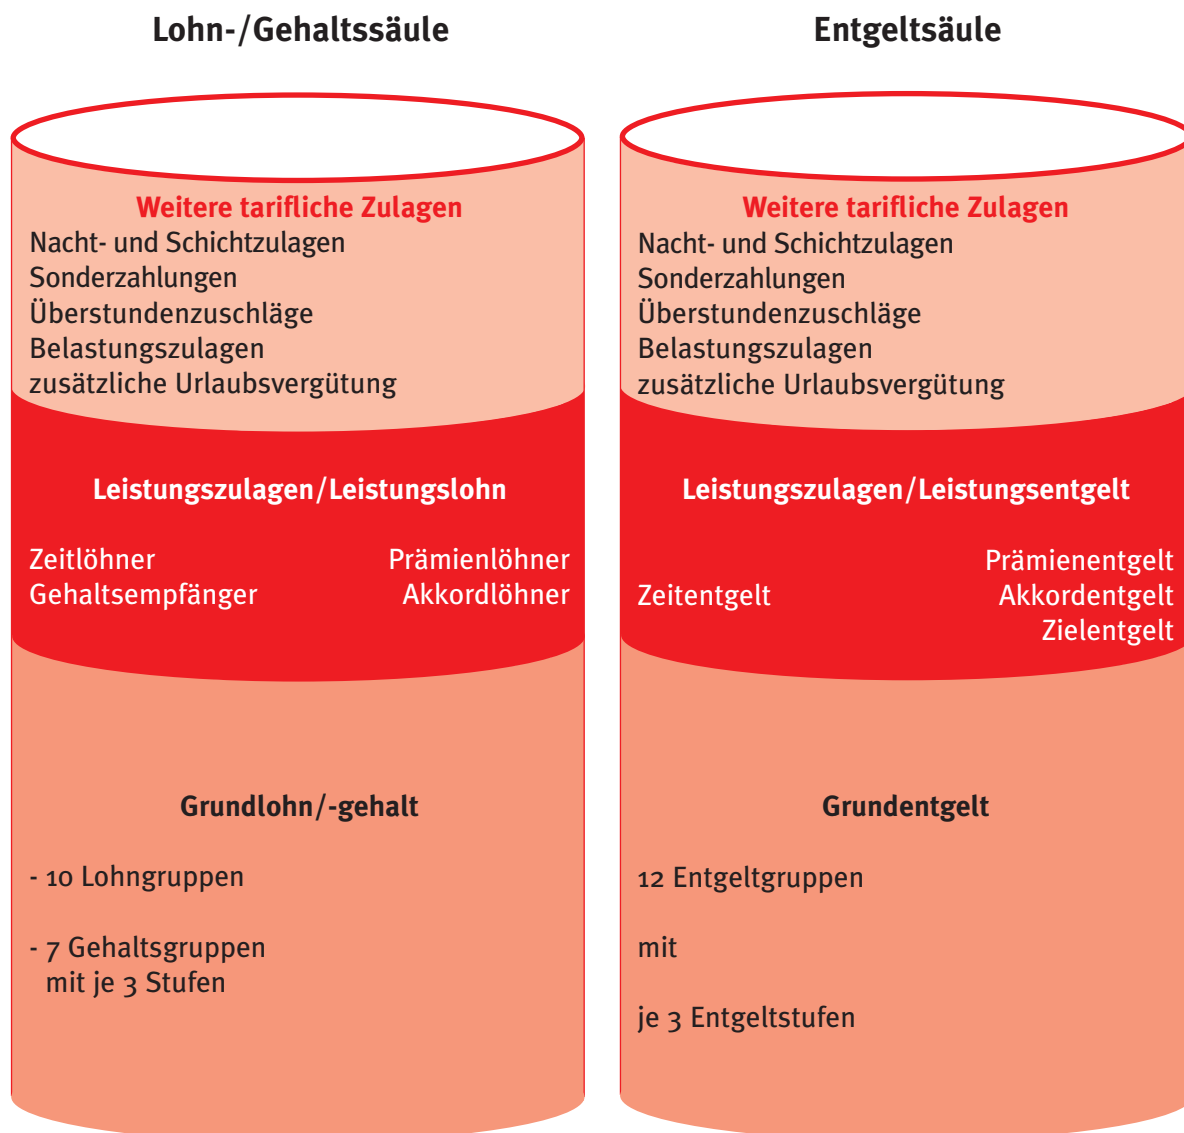 Lohn-/Gehaltssäule
Weitere tarifliche Zulagen
Nacht- und Schichtzulagen
Sonderzahlungen
Überstundenzuschläge
Belastungszulagen
zusätzliche Urlaubsvergütung
Leistungszulagen/Leistungslohn
Zeitlöhner
Gehaltsempfänger
Prämienlöhner
Akkordlöhner
Grundlohn/-gehalt
- 10 Lohngruppen
- 7 Gehaltsgruppen
mit je 3 Stufen
Entgeltsäule
Weitere tarifliche Zulagen
Nacht- und Schichtzulagen
Sonderzahlungen
Überstundenzuschläge
Belastungszulagen
zusätzliche Urlaubsvergütung
Leistungszulagen/Leistungsentgelt
Zeitentgelt
Prämienentgelt
Akkordentgelt
Zielentgelt
Grundentgelt
12 Entgeltgruppen
mit
je 3 Entgeltstufen